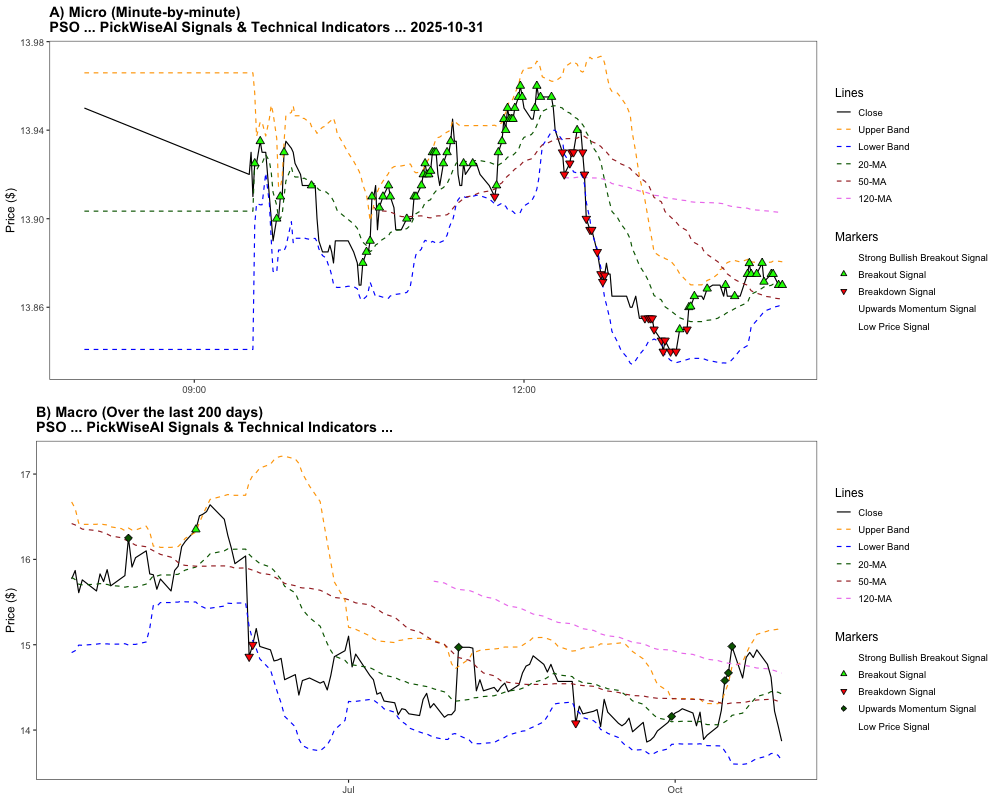 A) Micro (Minute-by-minute)
PSO ... PickWiseAI Signals & Technical Indicators ... 2025-10-31
13.98
13.94
13.90
13.86
Price ($)
09:00
12:00
Lines
Close
Upper Band
Lower Band
20-MA
50-MA
120-MA
Markers
Strong Bullish Breakout Signal
Breakout Signal
Breakdown Signal
Upwards Momentum Signal
Low Price Signal
B) Macro (Over the last 200 days)
PSO ... PickWiseAI Signals & Technical Indicators ...
17
16
15
14
Price ($)
Jul
Oct
Lines
Close
Upper Band
Lower Band
20-MA
50-MA
120-MA
Markers
Strong Bullish Breakout Signal
Breakout Signal
Breakdown Signal
Upwards Momentum Signal
Low Price Signal